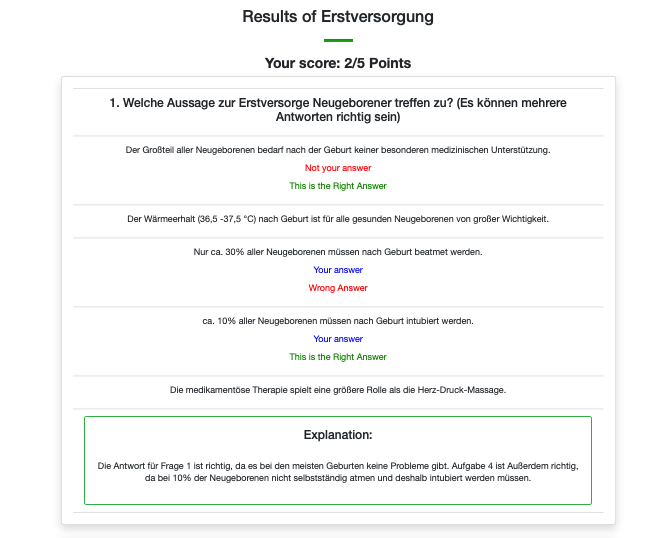 Results of Erstversorgung
Your score: 2/5 Points
1. Welche Aussage zur Erstversorge Neugeborener treffen zu? (Es können mehrere
Antworten richtig sein)
Der Großteil aller Neugeborenen bedarf nach der Geburt keiner besonderen medizinischen Unterstützung.
Not your answer
This is the Right Answer
Der Wärmeerhalt (36,5 -37,5 °C) nach Geburt ist für alle gesunden Neugeborenen von großer Wichtigkeit.
Nur ca. 30% aller Neugeborenen müssen nach Geburt beatmet werden.
Your answer
Wrong Answer
ca. 10% aller Neugeborenen müssen nach Geburt intubiert werden.
Your answer
This is the Right Answer
Die medikamentöse Therapie spielt eine größere Rolle als die Herz-Druck-Massage.
Explanation:
Die Antwort für Frage 1 ist richtig, da es bei den meisten Geburten keine Probleme gibt. Aufgabe 4 ist Außerdem richtig,
da bei 10% der Neugeborenen nicht selbstständig atmen und deshalb intubiert werden müssen.